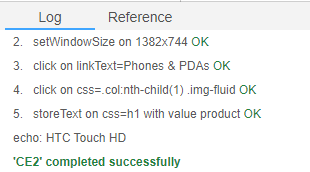 Log Reference
2. setWindowSize on 1382x744 OK
3. click on linkText=Phones & PDAs OK
4. click on css=.col:nth-child(1) .img-fluid OK
5. storeText on css=h1 with value product OK
echo: HTC Touch HD
'CE2' completed successfully